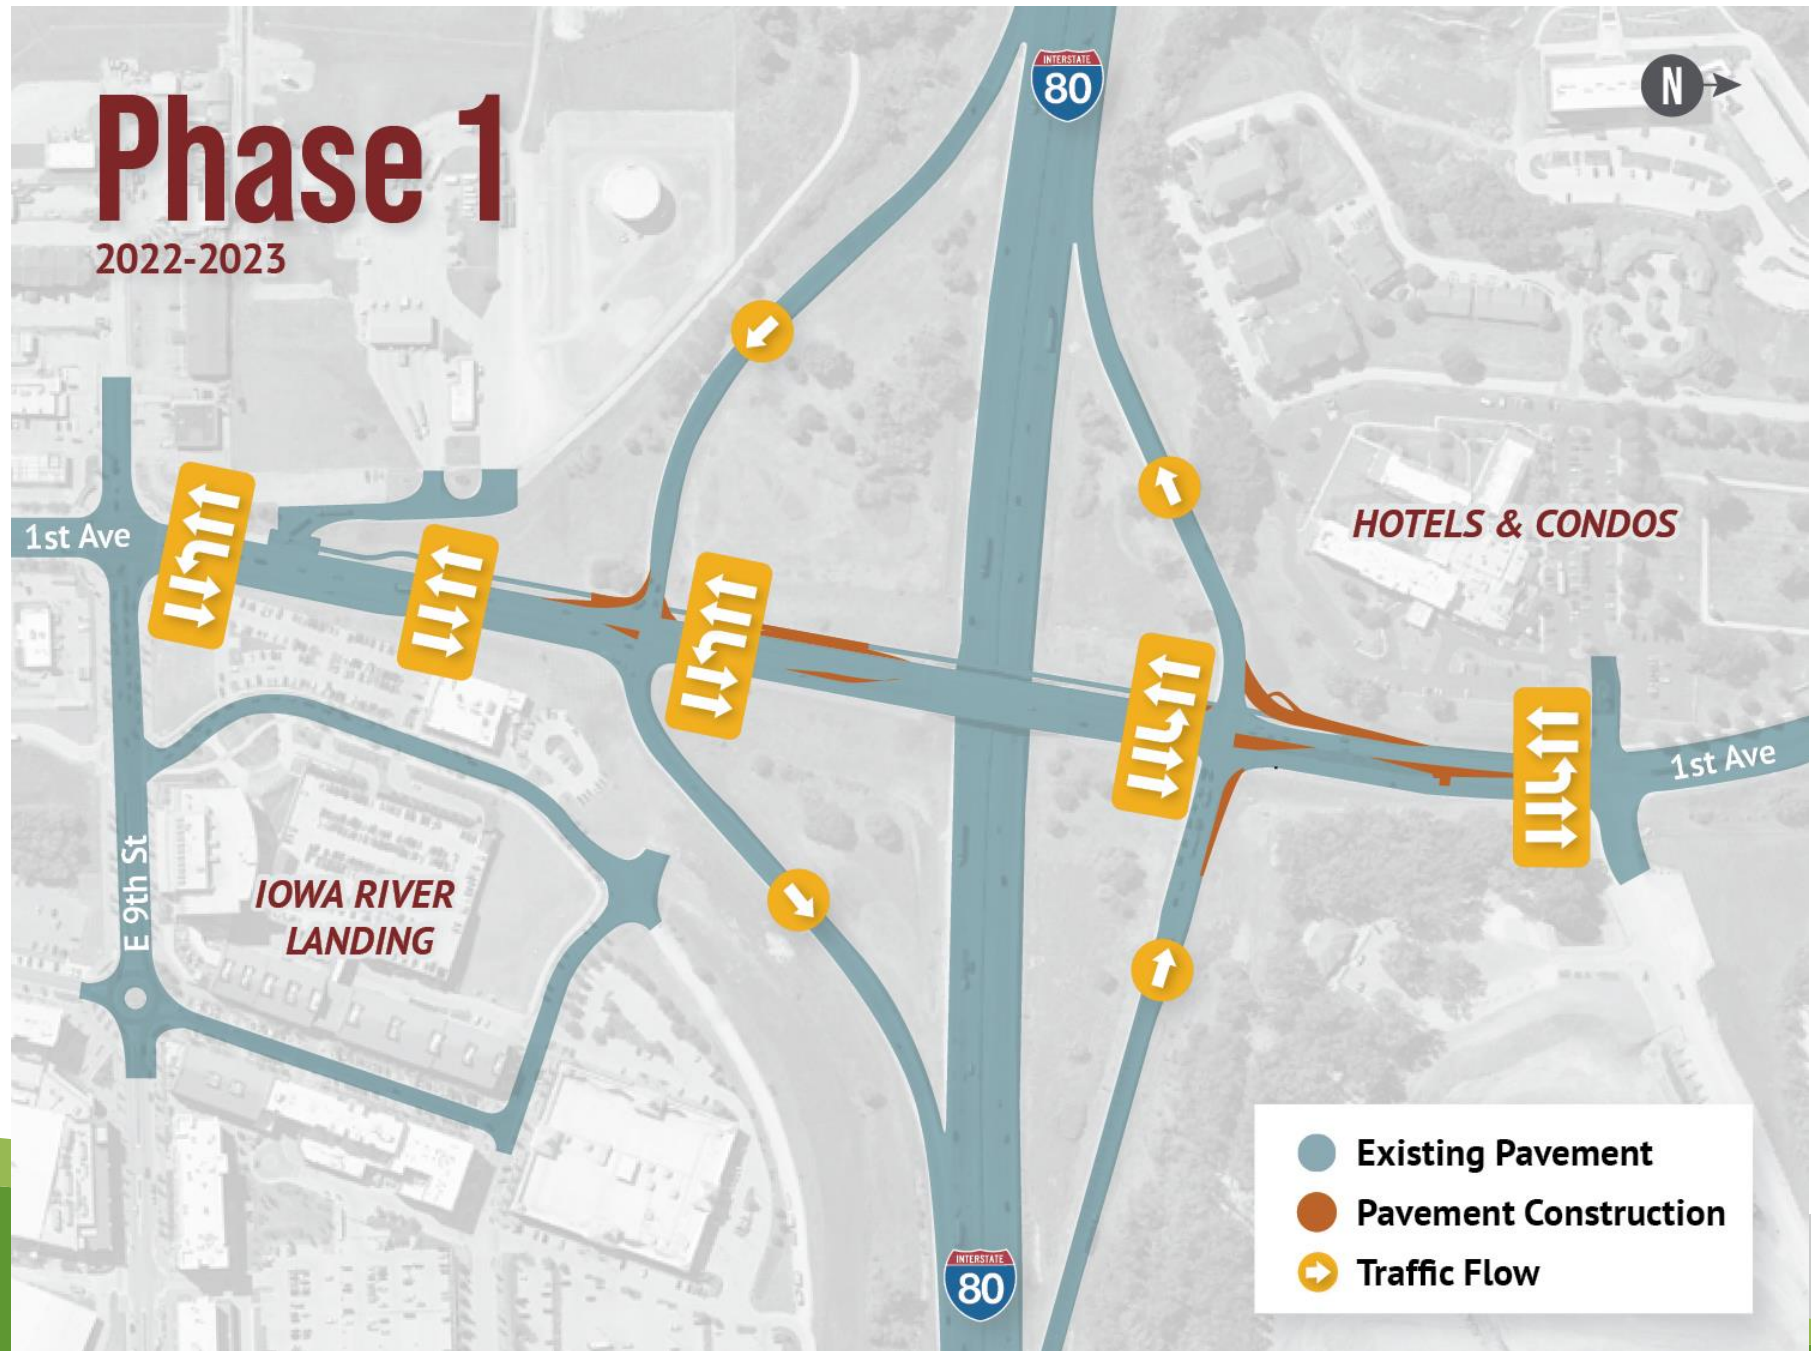 Phase 1
2022-2023
INTERSTATE
80
N
1st Ave
HOTELS & CONDOS
1st Ave
E 9th St
IOWA RIVER
LANDING
INTERSTATE
80
Existing Pavement
Pavement Construction
Traffic Flow